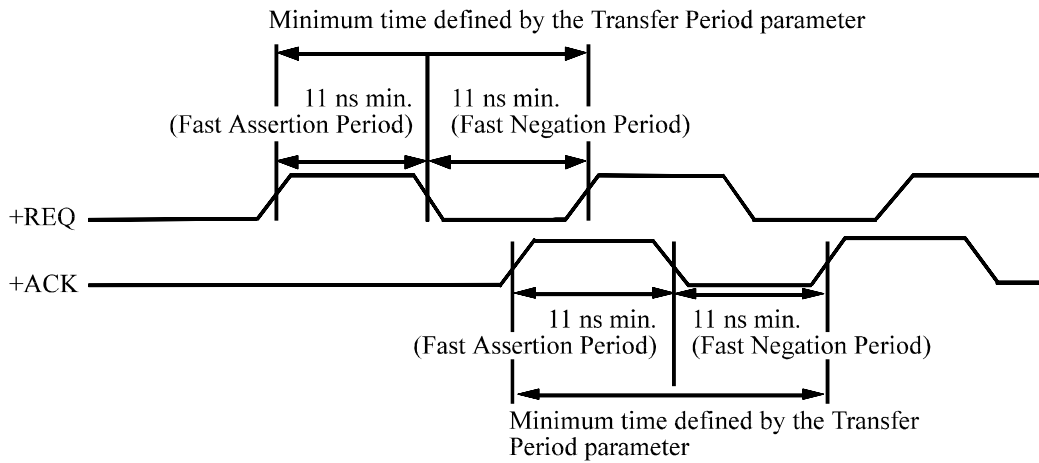 Minimum time defined by the Transfer Period parameter
11 ns min.
(Fast Assertion Period)
11 ns min.
(Fast Negation Period)
+REQ
+ACK
11 ns min.
(Fast Assertion Period)
11 ns min.
(Fast Negation Period)
Minimum time defined by the Transfer
Period parameter